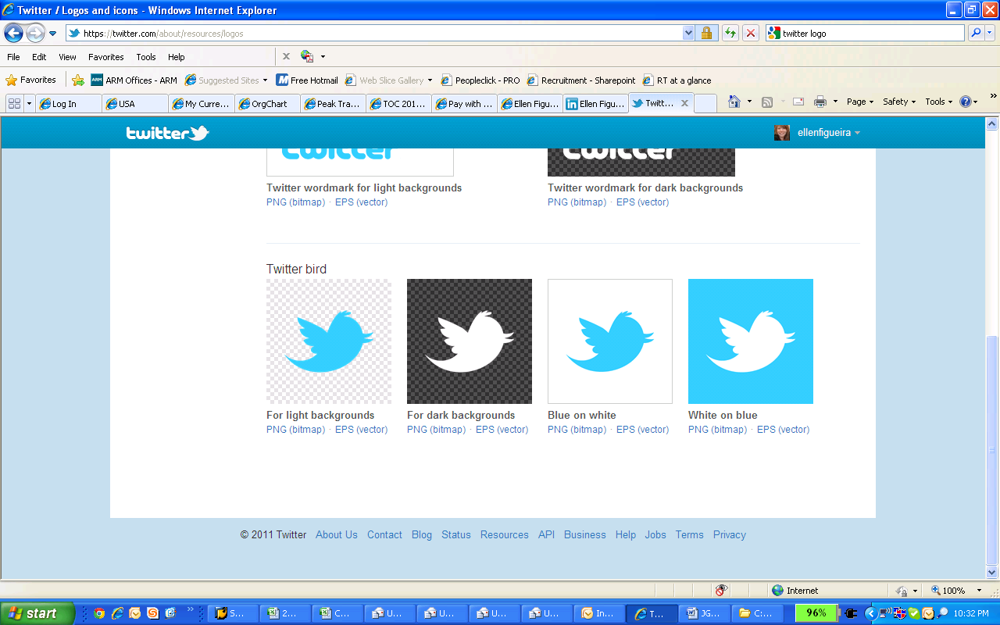 Twitter / Logos and icons - Windows Internet Explorer
https://twitter.com/about/resources/logos
twitter logo
File Edit View Favorites Tools Help
Favorites ARM ARM Offices - ARM Suggested Sites Free Hotmail Web Slice Gallery Peopleclick - PRO Recruitment - Sharepoint RT at a glance
Log In USA My Curre... OrgChart Peak Tra... TOC 201... Pay with ... Ellen Figu... in Ellen Figu... Twitt... Page Safety Tools
twitter ellenfigueira
twitter twitter
Twitter wordmark for light backgrounds Twitter wordmark for dark backgrounds
PNG (bitmap) · EPS (vector) PNG (bitmap) · EPS (vector)
Twitter bird
For light backgrounds For dark backgrounds Blue on white White on blue
PNG (bitmap) · EPS (vector) PNG (bitmap) · EPS (vector) PNG (bitmap) · EPS (vector) PNG (bitmap) · EPS (vector)
© 2011 Twitter About Us Contact Blog Status Resources API Business Help Jobs Terms Privacy
Internet 100%
start S... 2... C... U... U... U... U... In... T... JG... C:... 96% 10:32 PM